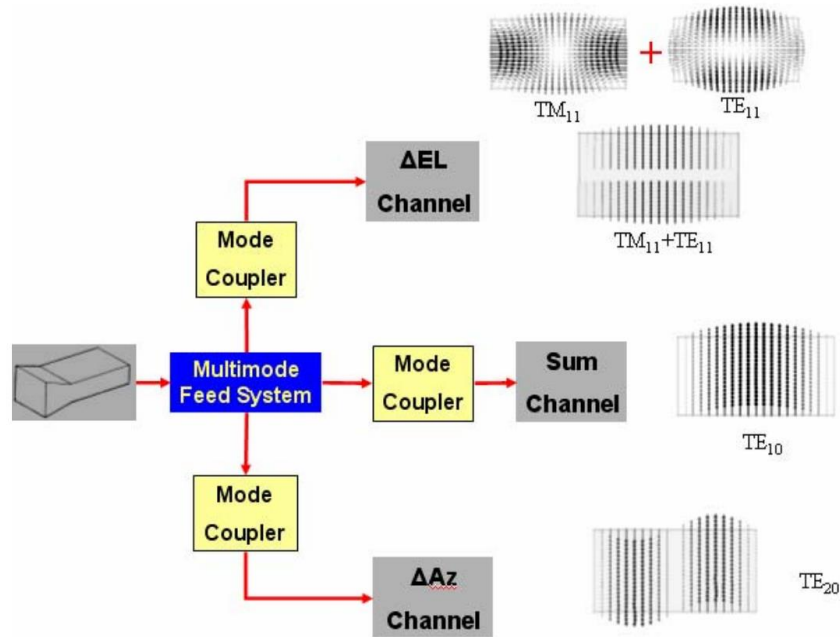 TM₁₁
+
TE₁₁
TM₁₁+TE₁₁
ΔEL
Channel
Mode
Coupler
Multimode
Feed System
Mode
Coupler
Sum
Channel
TE₁₀
Mode
Coupler
ΔAz
Channel
TE₂₀